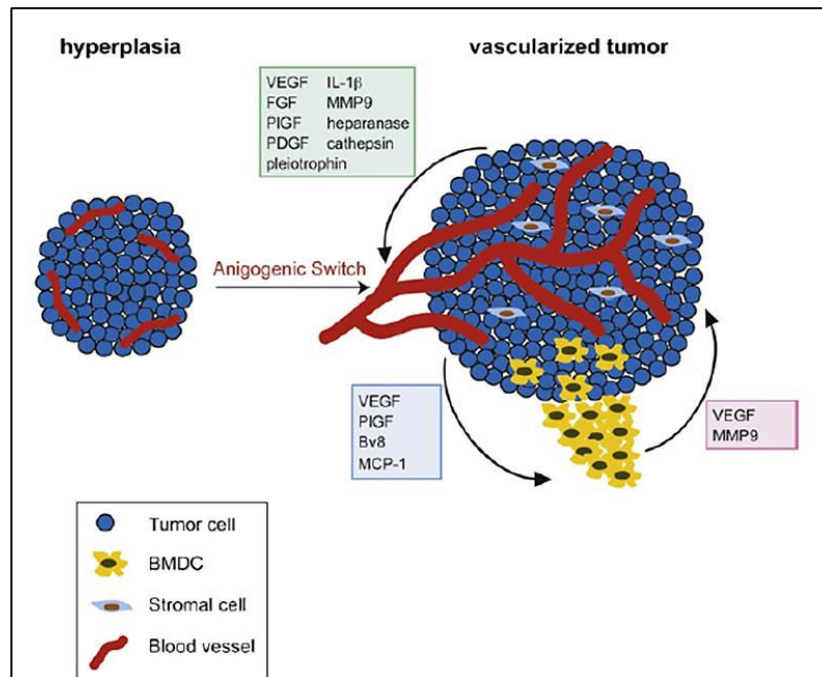 hyperplasia
vascularized tumor
VEGF IL-1β
FGF MMP9
PlGF heparanase
PDGF cathepsin
pleiotrophin
Anigogenic Switch
VEGF
PlGF
Bv8
MCP-1
VEGF
MMP9
Tumor cell
BMDC
Stromal cell
Blood vessel